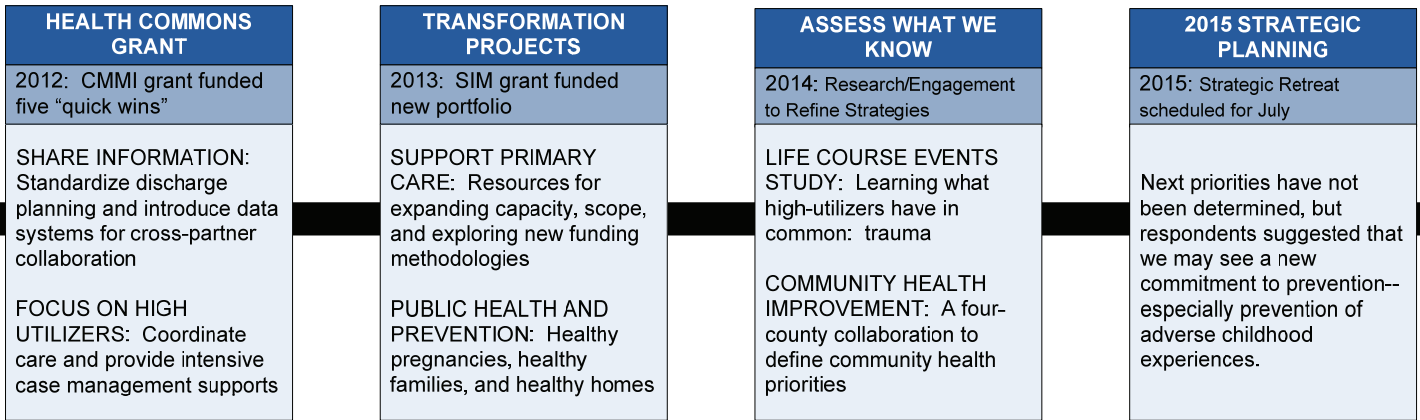 HEALTH COMMONS
GRANT
2012: CMMI grant funded
five “quick wins”
SHARE INFORMATION:
Standardize discharge
planning and introduce data
systems for cross-partner
collaboration
FOCUS ON HIGH
UTILIZERS: Coordinate
care and provide intensive
case management supports
TRANSFORMATION
PROJECTS
2013: SIM grant funded
new portfolio
SUPPORT PRIMARY
CARE: Resources for
expanding capacity, scope,
and exploring new funding
methodologies
PUBLIC HEALTH AND
PREVENTION: Healthy
pregnancies, healthy
families, and healthy homes
ASSESS WHAT WE
KNOW
2014: Research/Engagement
to Refine Strategies
LIFE COURSE EVENTS
STUDY: Learning what
high-utilizers have in
common: trauma
COMMUNITY HEALTH
IMPROVEMENT: A four-
county collaboration to
define community health
priorities
2015 STRATEGIC
PLANNING
2015: Strategic Retreat
scheduled for July
Next priorities have not
been determined, but
respondents suggested that
we may see a new
commitment to prevention--
especially prevention of
adverse childhood
experiences.